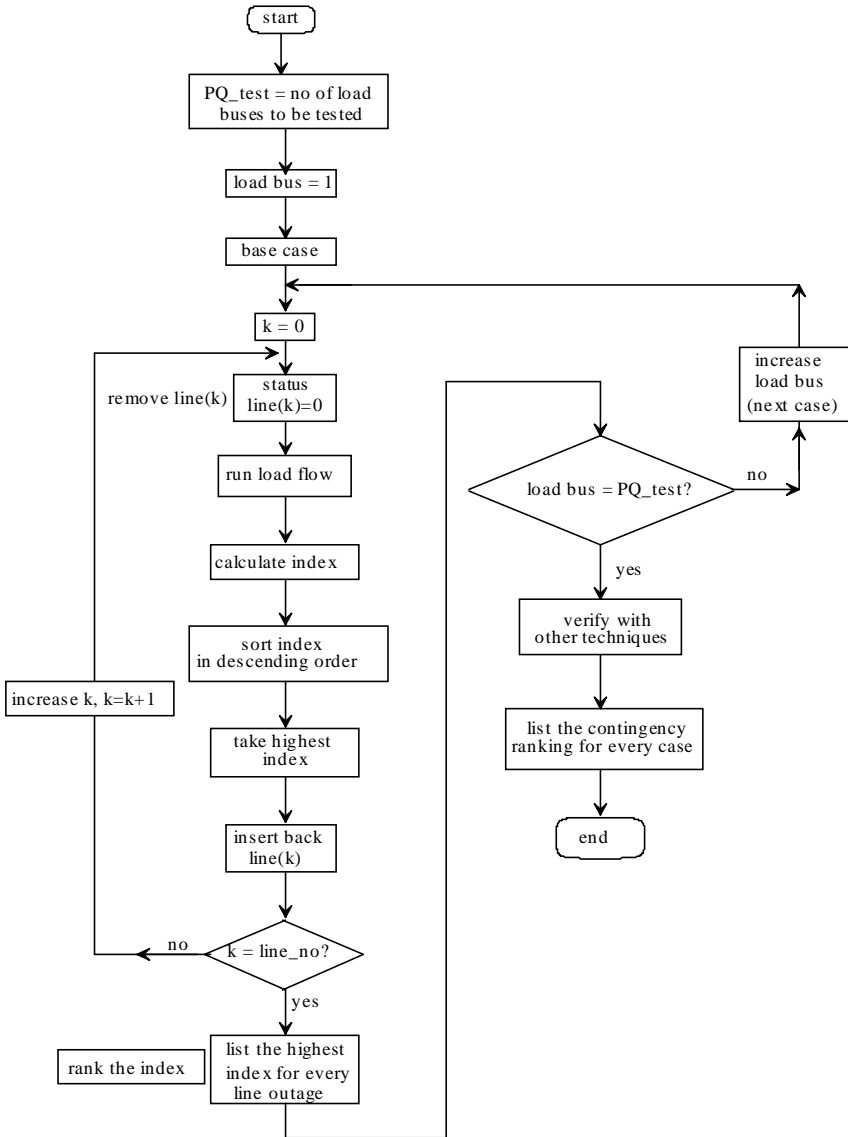 start
PQ_test = no of load
buses to be tested
load bus = 1
base case
k = 0
remove line(k)
status
line(k)=0
run load flow
calculate index
sort index
in descending order
increase k, k=k+1
take highest
index
insert back
line(k)
k = line_no?
no
yes
rank the index
list the highest
index for every
line outage
increase
load bus
(next case)
load bus = PQ_test?
no
yes
verify with
other techniques
list the contingency
ranking for every case
end